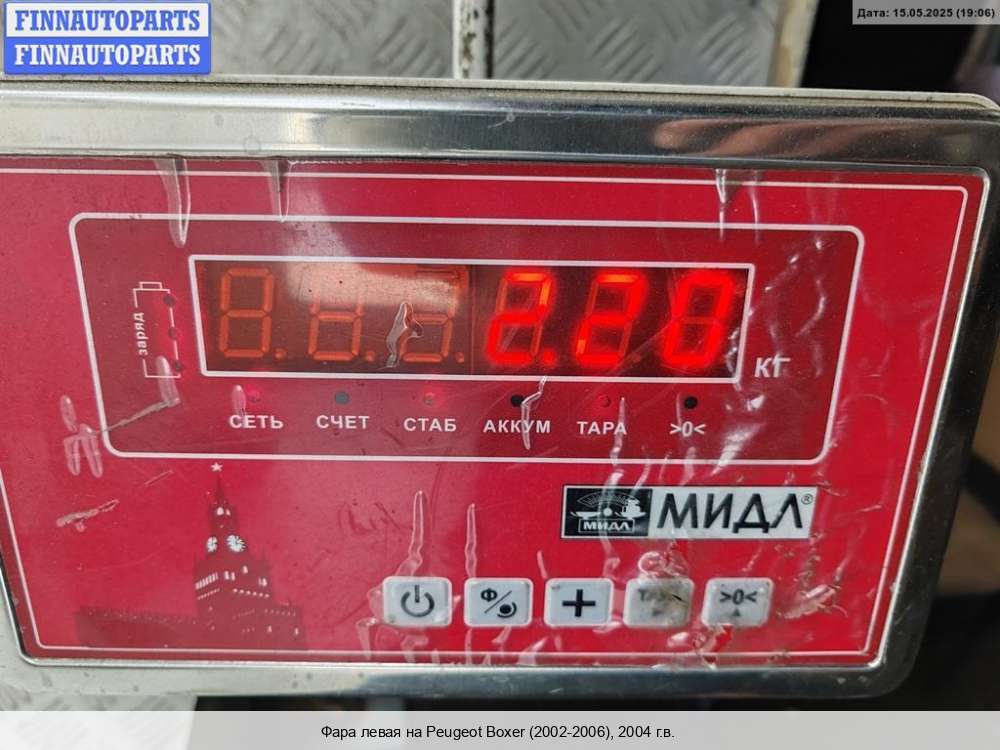 FINNAUTOPARTS
FINNAUTOPARTS
Дата: 15.05.2025 (19:06)
заряд
2.20
КГ
СЕТЬ СЧЕТ СТАБ АККУМ ТАРА >0<
МИДЛ
МИДЛ®
Ф
>0<
Фара левая на Peugeot Boxer (2002-2006), 2004 г.в.